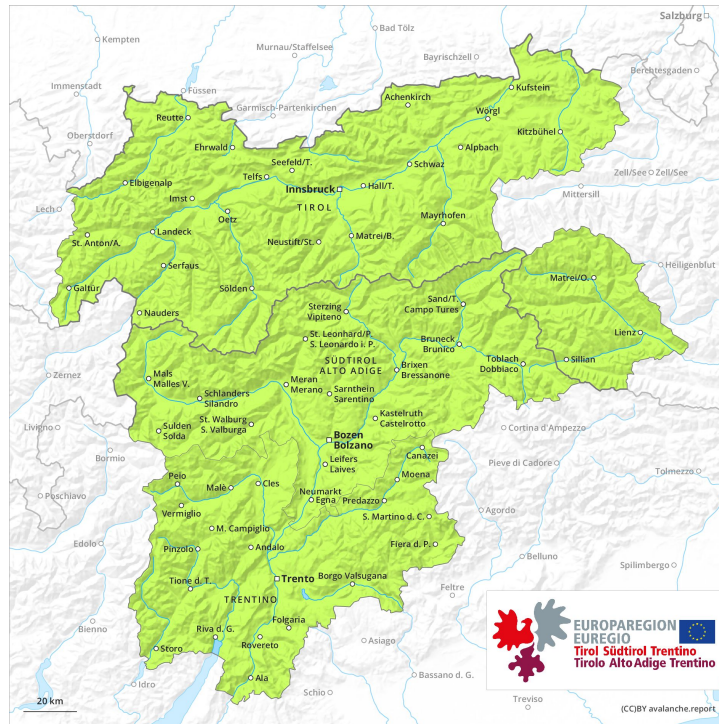 Salzburg
Bad Tölz
Kempten
Murnau/Staffelsee
Bayrischzell
Berchtesgaden
Immenstadt
Füssen
Garmisch-Partenkirchen
Achenkirch
Kufstein
Reutte
Wörgl
Oberstdorf
Ehrwald
Kitzbühel
Alpbach
Seefeld/T.
Schwaz
Zell/See
Zell/See
Telfs
Elbigenalp
Innsbruck
Hall/T.
Mittersill
Imst
TIROL
Lech
Oetz
Mayrhofen
Landeck
St. Anton/A.
Neustift/St.
Matrei/B.
Serfaus
Heiligenblut
Matrei/O.
Galtür
Sölden
Sand/T.
Campo Tures
Nauders
Sterzing
Vipiteno
Lienz
St. Leonhard/P.
S. Leonardo i. P.
Bruneck
Brunico
SÜDTIROL
ALTO ADIGE
Toblach
Dobbiaco
Sillian
Brixen
Bressanone
Zernez
Mals
Malles V.
Meran
Merano
Sarnthein
Sarentino
Schlanders
Silandro
St. Walburg
S. Valburga
Kastelruth
Castelrotto
Livigno
Sulden
Solda
Cortina d'Ampezzo
Bozen
Bolzano
Bormio
Canazei
Pieve di Cadore
Leifers
Laives
Tolmezzo
Peio
Moena
Poschiavo
Malè
Cles
Neumarkt
Egna
Predazzo
Vermiglio
Agordo
S. Martino d. C.
M. Campiglio
Edolo
Pinzolo
Andalo
Fiera d. P.
Belluno
Spilimbergo
Trento
Borgo Valsugana
Tione d. T.
Feltre
TRENTINO
Folgaria
Bienno
Riva d. G.
Rovereto
Asiago
Storo
Ala
Idro
Bassano d. G.
Schio
Treviso
EUROPAREGION
EUREGIO
Tirol Südtirol Trentino
Tirolo Alto Adige Trentino
20 km
(CC)BY avalanche.report